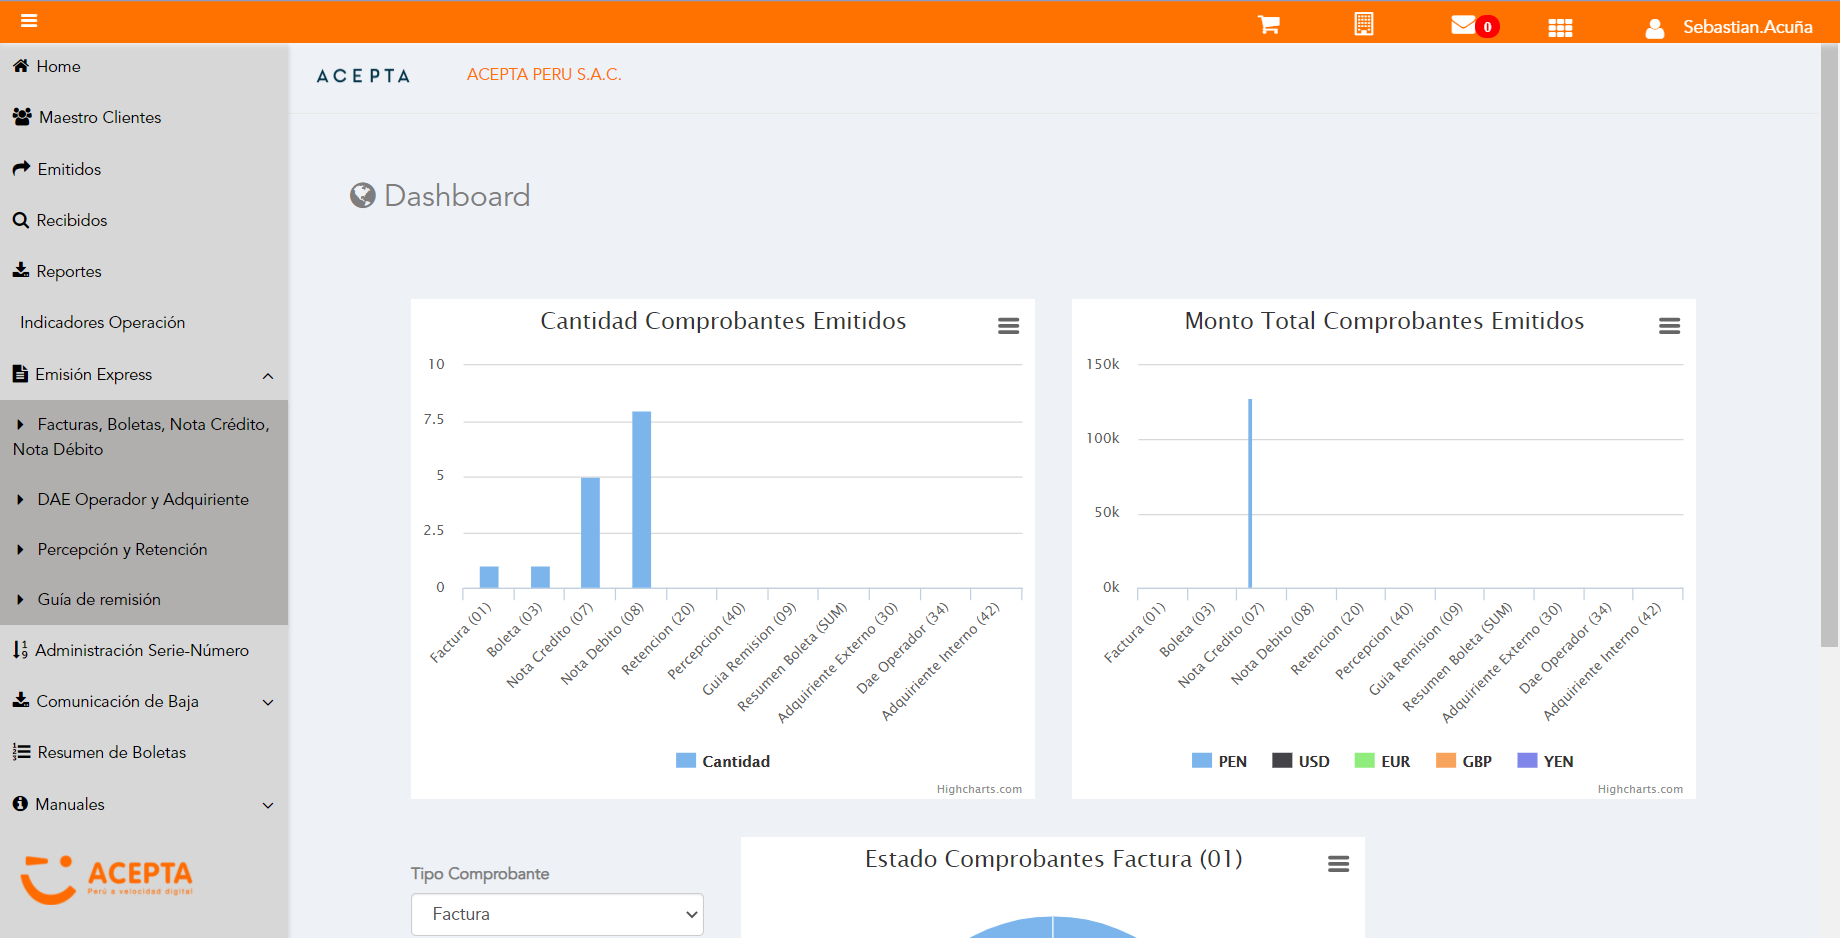 0
Sebastian.Acuña
Home
Maestro Clientes
Emitidos
Recibidos
Reportes
Indicadores Operación
Emisión Express
Facturas, Boletas, Nota Crédito,
Nota Débito
DAE Operador y Adquiriente
Percepción y Retención
Guía de remisión
Administración Serie-Número
Comunicación de Baja
Resumen de Boletas
Manuales
ACEPTA
Perú a velocidad digital
ACEPTA
ACEPTA PERU S.A.C.
Dashboard
Cantidad Comprobantes Emitidos
10
7.5
5
2.5
0
Factura (01)
Boleta (03)
Nota Credito (07)
Nota Debito (08)
Retencion (20)
Percepcion (40)
Guia Remision (09)
Resumen Boleta (SUM)
Adquiriente Externo (30)
Dae Operador (34)
Adquiriente Interno (42)
Cantidad
Highcharts.com
Monto Total Comprobantes Emitidos
150k
100k
50k
0k
Factura (01)
Boleta (03)
Nota Credito (07)
Nota Debito (08)
Retencion (20)
Percepcion (40)
Guia Remision (09)
Resumen Boleta (SUM)
Adquiriente Externo (30)
Dae Operador (34)
Adquiriente Interno (42)
PEN USD EUR GBP YEN
Highcharts.com
Tipo Comprobante
Factura
Estado Comprobantes Factura (01)